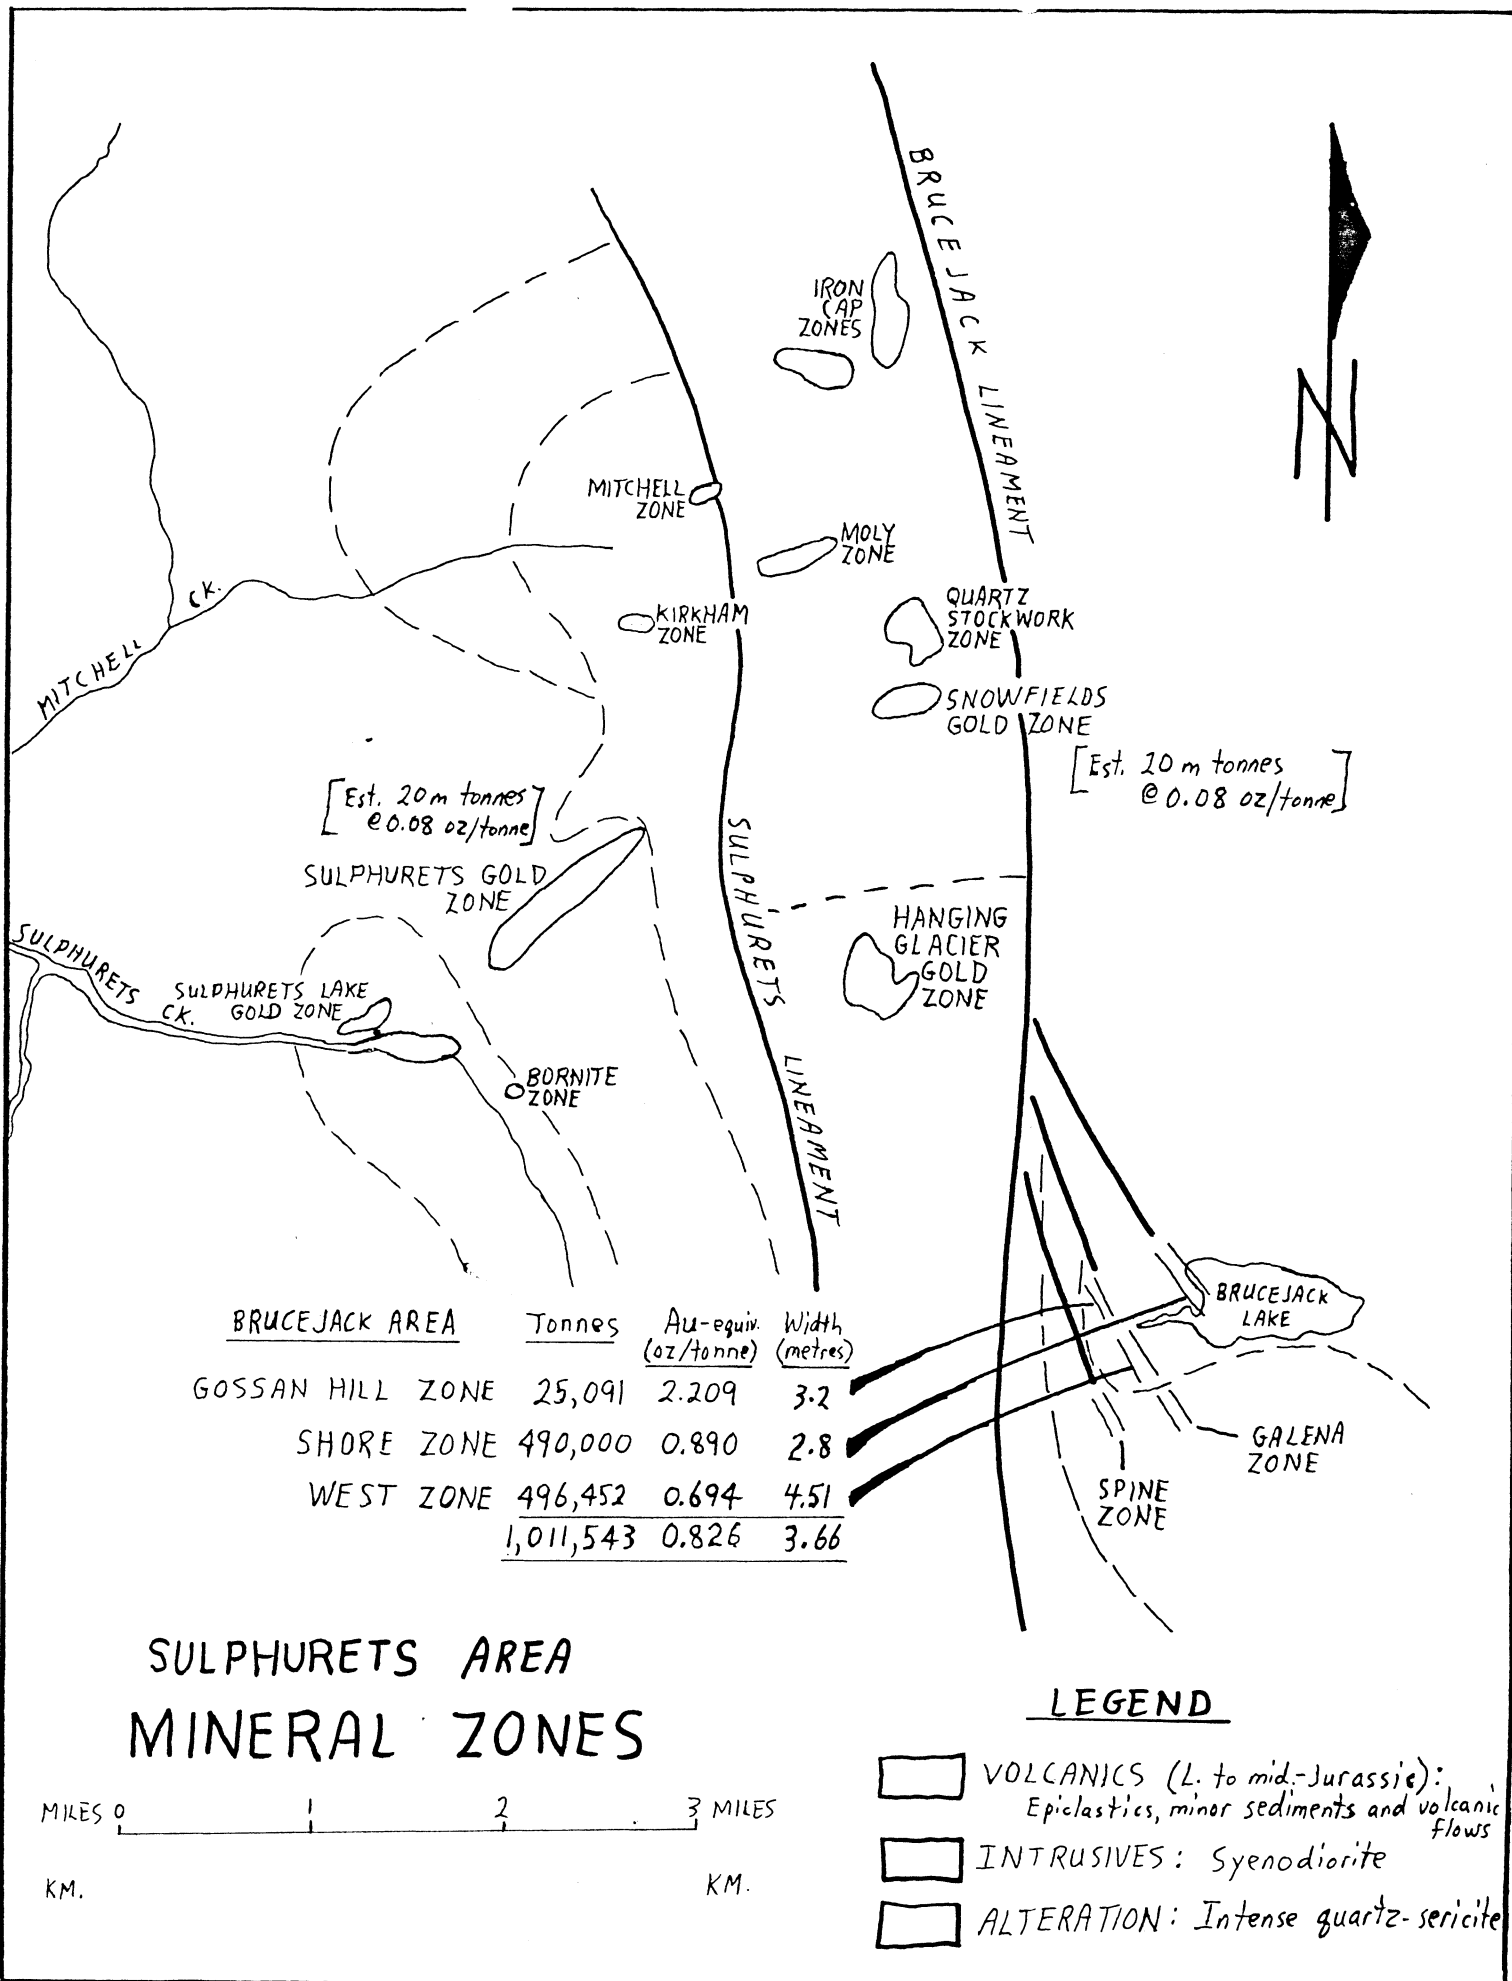 BRUCEJACK LINEAMENT
IRON
CAP
ZONES
N
MITCHELL
ZONE
MOLY
ZONE
QUARTZ
STOCKWORK
ZONE
KIRKHAM
ZONE
MITCHELL CK.
SNOWFIELDS
GOLD ZONE
[Est. 20 m tonnes
@ 0.08 oz/tonne]
[Est. 20 m tonnes
@ 0.08 oz/tonne]
SULPHURETS GOLD
ZONE
SULPHURETS LINEAMENT
HANGING
GLACIER
GOLD
ZONE
SULPHURETS
CK.
SULPHURETS LAKE
GOLD ZONE
BORNITE
ZONE
BRUCEJACK
LAKE
BRUCEJACK AREA Tonnes Au-equiv. (oz/tonne) Width (metres)
GOSSAN HILL ZONE 25,091 2.209 3.2
SHORE ZONE 490,000 0.890 2.8
WEST ZONE 496,452 0.694 4.51
1,011,543 0.826 3.66
GALENA
ZONE
SPINE
ZONE
SULPHURETS AREA
MINERAL ZONES
MILES 0 1 2 3 MILES
KM. KM.
LEGEND
VOLCANICS (L. to mid.-Jurassic):
Epiclastics, minor sediments and volcanic
flows
INTRUSIVES: Syenodiorite
ALTERATION: Intense quartz-sericite